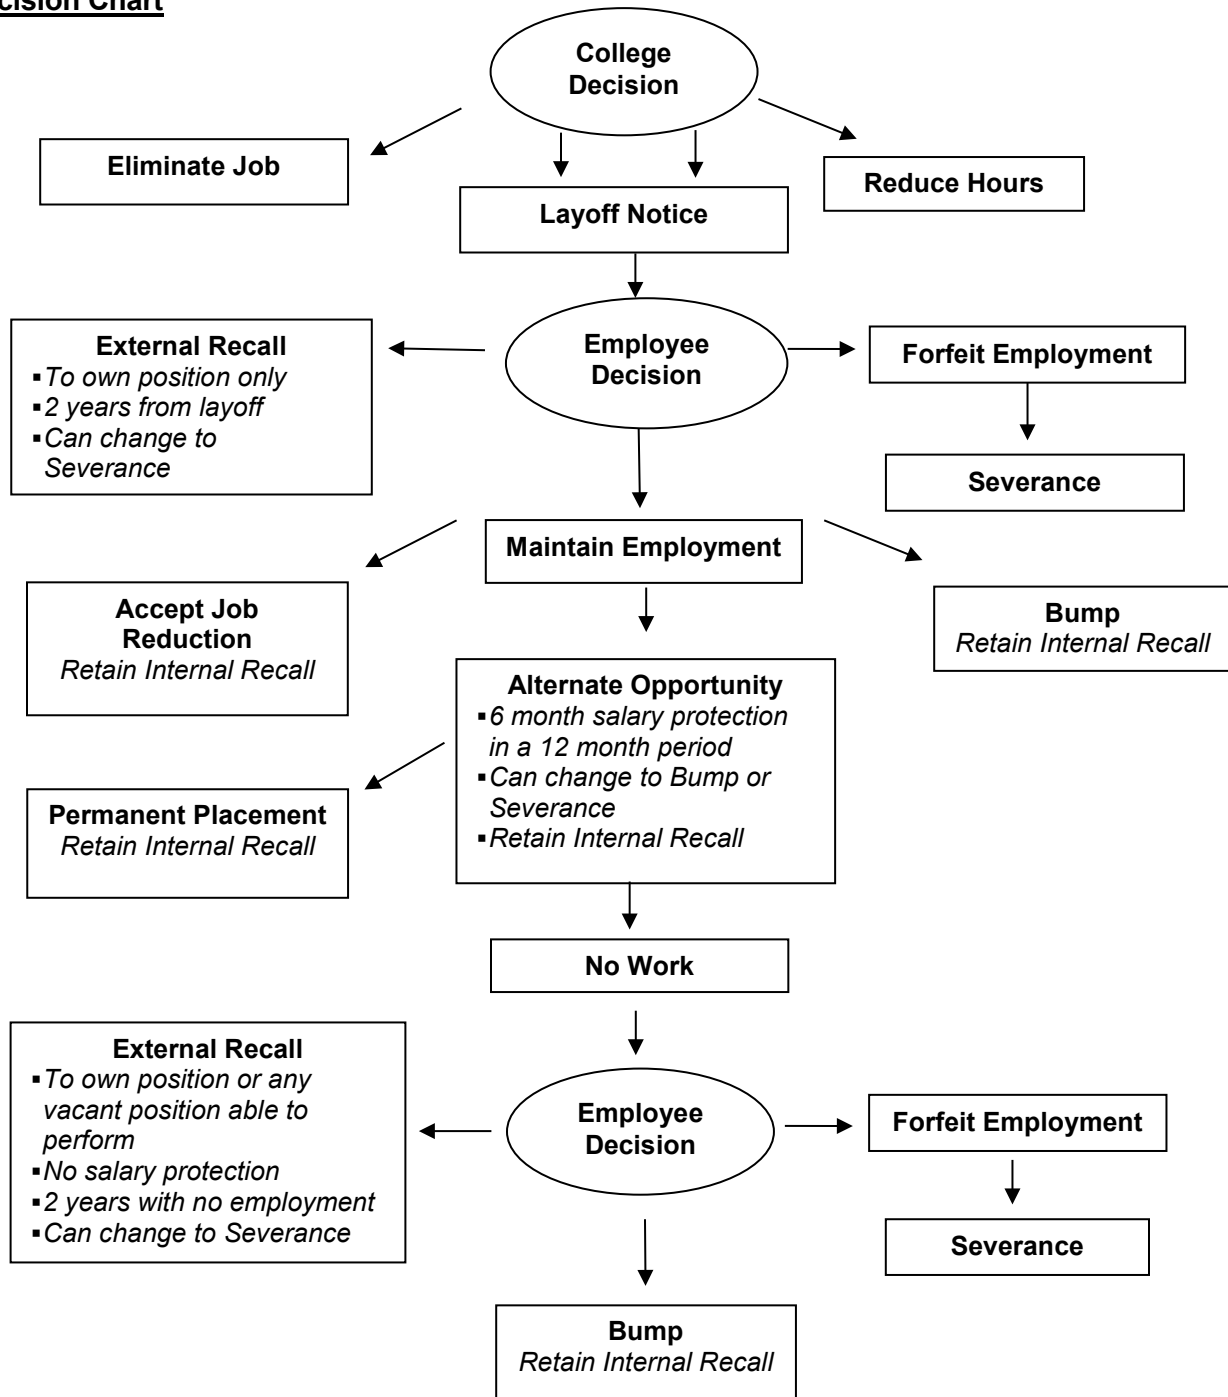 cision Chart
College
Decision
Eliminate Job
Reduce Hours
Layoff Notice
External Recall
▪To own position only
▪2 years from layoff
▪Can change to
Severance
Employee
Decision
Forfeit Employment
Severance
Maintain Employment
Accept Job
Reduction
Retain Internal Recall
Bump
Retain Internal Recall
Alternate Opportunity
▪6 month salary protection
in a 12 month period
▪Can change to Bump or
Severance
▪Retain Internal Recall
Permanent Placement
Retain Internal Recall
No Work
External Recall
▪To own position or any
vacant position able to
perform
▪No salary protection
▪2 years with no employment
▪Can change to Severance
Employee
Decision
Forfeit Employment
Severance
Bump
Retain Internal Recall